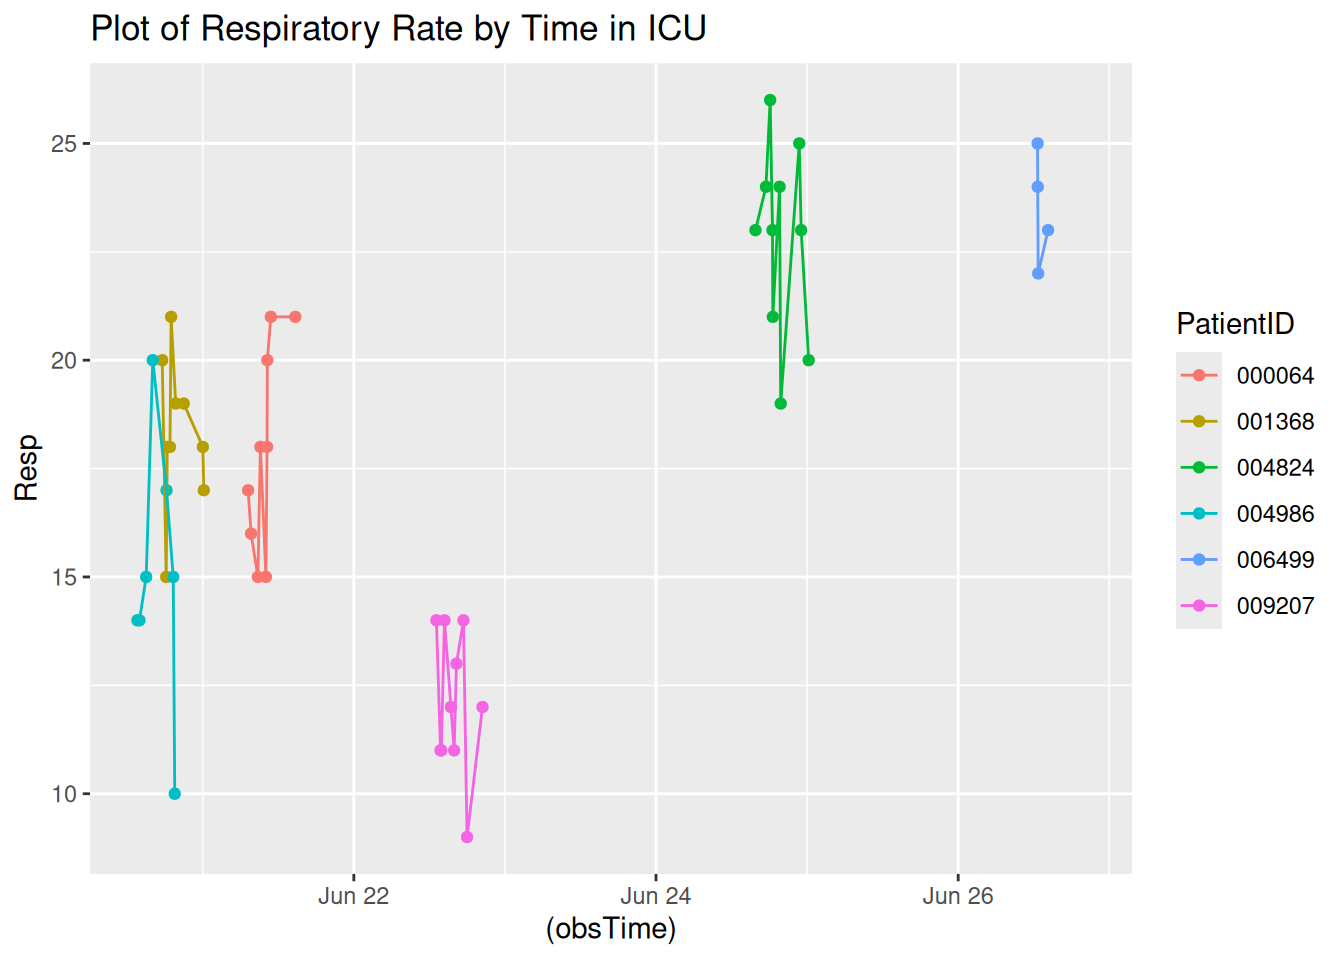 Plot of Respiratory Rate by Time in ICU
25
20
15
10
Resp
Jun 22
Jun 24
Jun 26
(obsTime)
PatientID
000064
001368
004824
004986
006499
009207